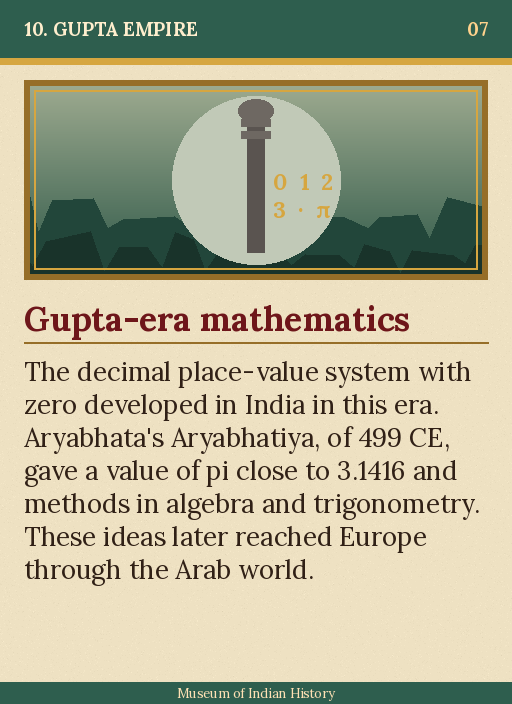 10. GUPTA EMPIRE
07
0 1 2
3 · π
Gupta-era mathematics
The decimal place-value system with
zero developed in India in this era.
Aryabhata's Aryabhatiya, of 499 CE,
gave a value of pi close to 3.1416 and
methods in algebra and trigonometry.
These ideas later reached Europe
through the Arab world.
Museum of Indian History